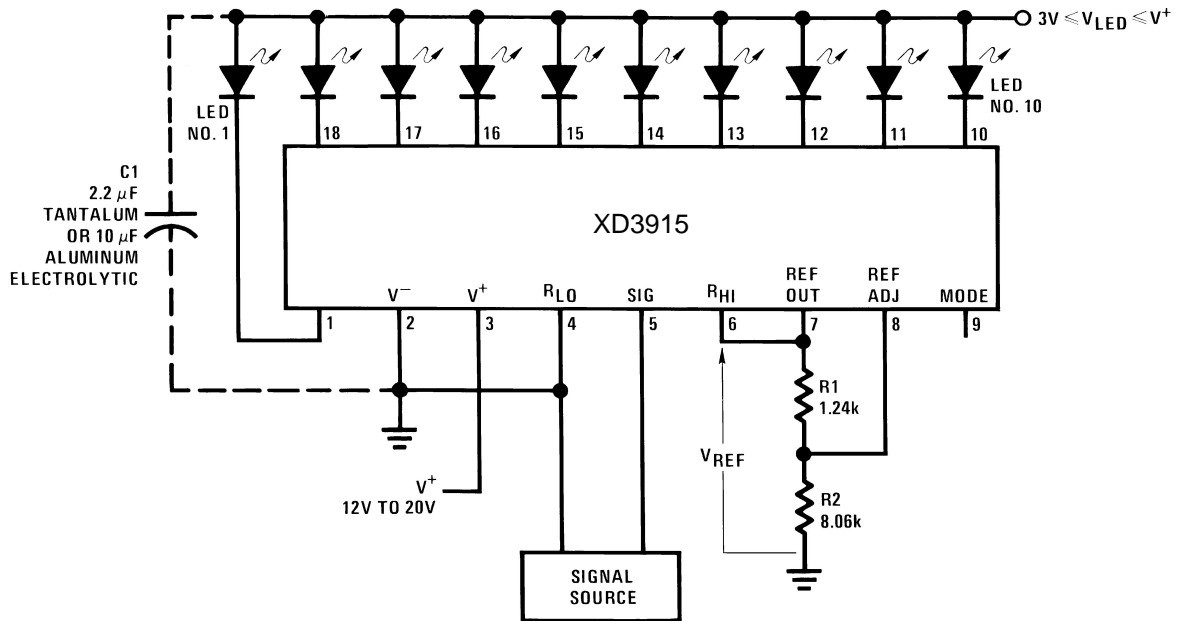 3V ≤ VLED ≤ V+
LED
NO. 1
LED
NO. 10
18
17
16
15
14
13
12
11
10
C1
2.2 μF
TANTALUM
OR 10 μF
ALUMINUM
ELECTROLYTIC
XD3915
V−
V+
RLO
SIG
RHI
REF
OUT
REF
ADJ
MODE
1
2
3
4
5
6
7
8
9
R1
1.24k
VREF
V+
12V TO 20V
R2
8.06k
SIGNAL
SOURCE